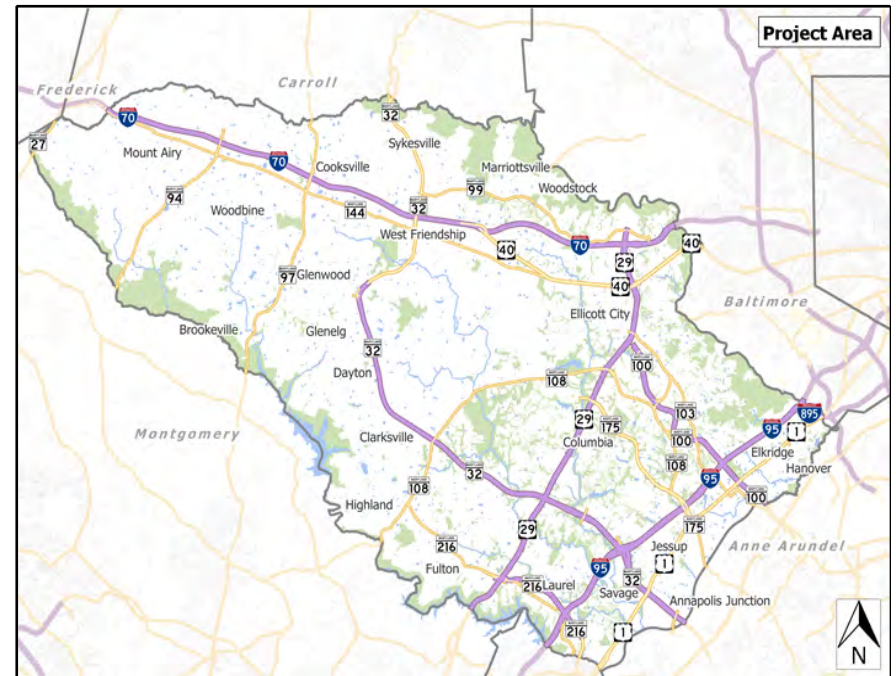 Project Area
Carroll
Frederick
70
32
27
Mount Airy
Sykesville
Cooksville
70
Marriottsville
99
Woodstock
94
Woodbine
144
32
West Friendship
40
70
40
29
97
Glenwood
40
Baltimore
Ellicott City
Brookeville
Glenelg
32
Dayton
100
108
895
103
95
1
29
175
Columbia
100
Elkridge
Montgomery
Clarksville
108
Hanover
32
95
108
100
Highland
175
29
216
Jessup
Anne Arundel
Fulton
95
1
32
216
Laurel
Savage
Annapolis Junction
216
1
N